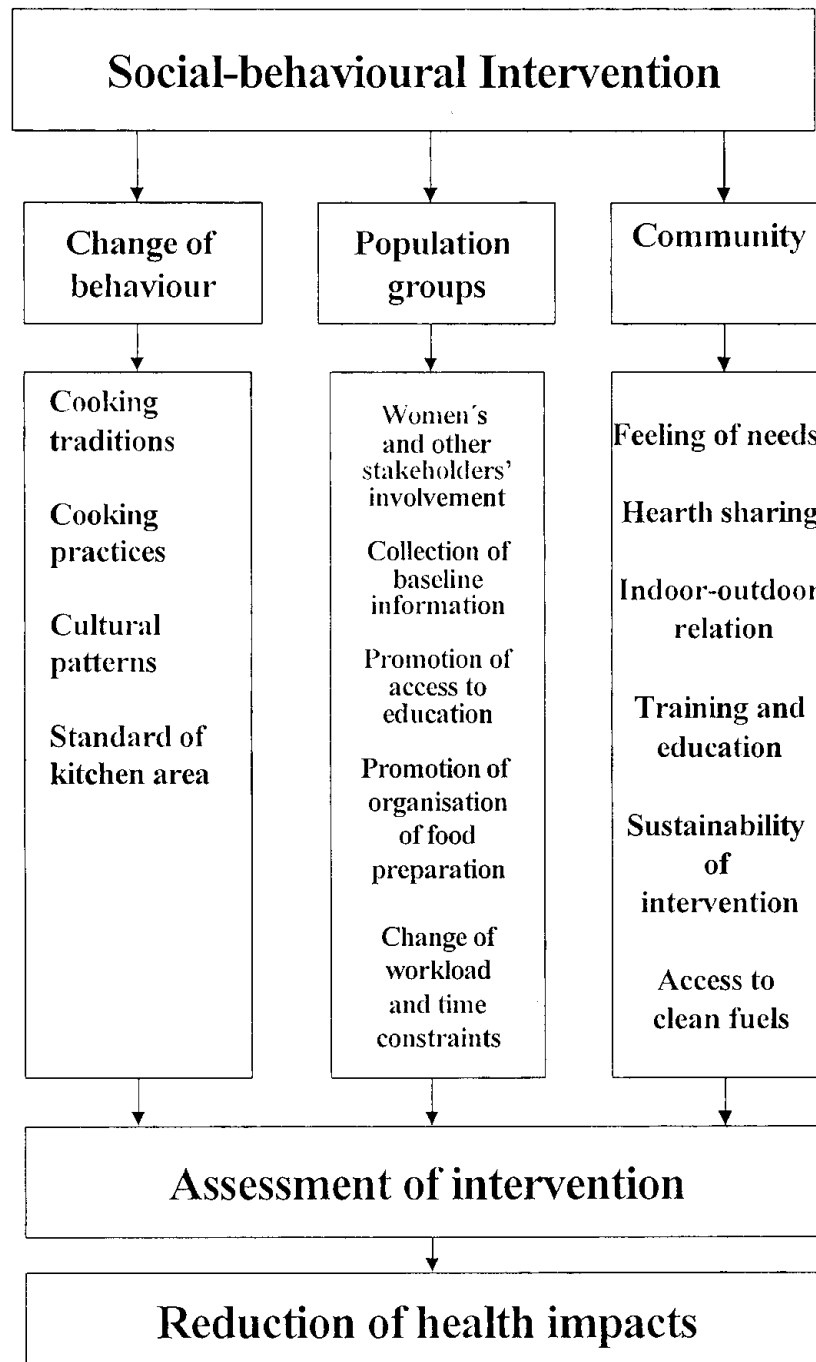 Social-behavioural Intervention
Change of
behaviour
Population
groups
Community
Cooking
traditions
Cooking
practices
Cultural
patterns
Standard of
kitchen area
Women´s
and other
stakeholders’
involvement
Collection of
baseline
information
Promotion of
access to
education
Promotion of
organisation
of food
preparation
Change of
workload
and time
constraints
Feeling of needs
Hearth sharing
Indoor-outdoor
relation
Training and
education
Sustainability
of
intervention
Access to
clean fuels
Assessment of intervention
Reduction of health impacts